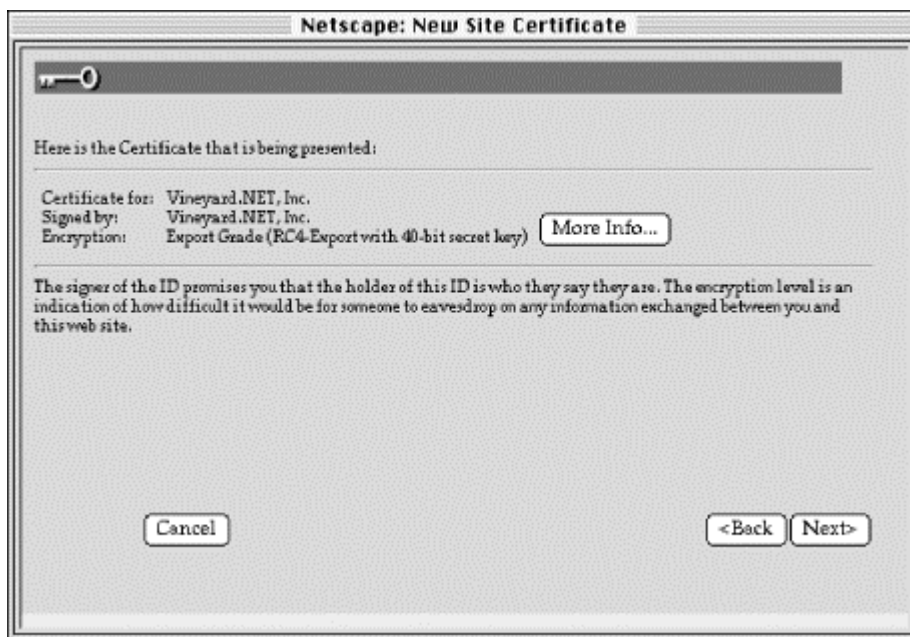 Netscape: New Site Certificate
Here is the Certificate that is being presented:
Certificate for: Vineyard.NET, Inc.
Signed by: Vineyard.NET, Inc.
Encryption: Export Grade (RC4-Export with 40-bit secret key) More Info...
The signer of the ID promises you that the holder of this ID is who they say they are. The encryption level is an
indication of how difficult it would be for someone to eavesdrop on any information exchanged between you and
this web site.
Cancel <Back Next>